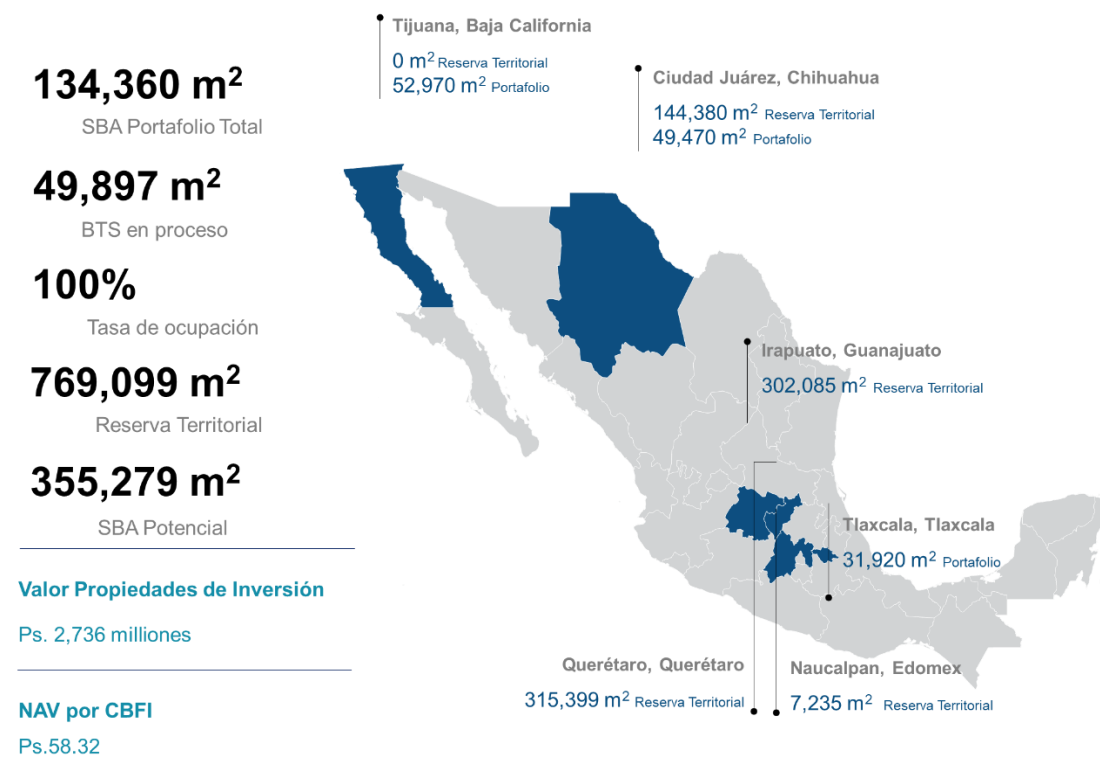 134,360 m²
SBA Portafolio Total
49,897 m²
BTS en proceso
100%
Tasa de ocupación
769,099 m²
Reserva Territorial
355,279 m²
SBA Potencial
Valor Propiedades de Inversión
Ps. 2,736 milliones
NAV por CBFI
Ps.58.32
Tijuana, Baja California
0 m² Reserva Territorial
52,970 m² Portafolio
Ciudad Juárez, Chihuahua
144,380 m² Reserva Territorial
49,470 m² Portafolio
Irapuato, Guanajuato
302,085 m² Reserva Territorial
Tlaxcala, Tlaxcala
31,920 m² Portafolio
Querétaro, Querétaro
315,399 m² Reserva Territorial
Naucalpan, Edomex
7,235 m² Reserva Territorial